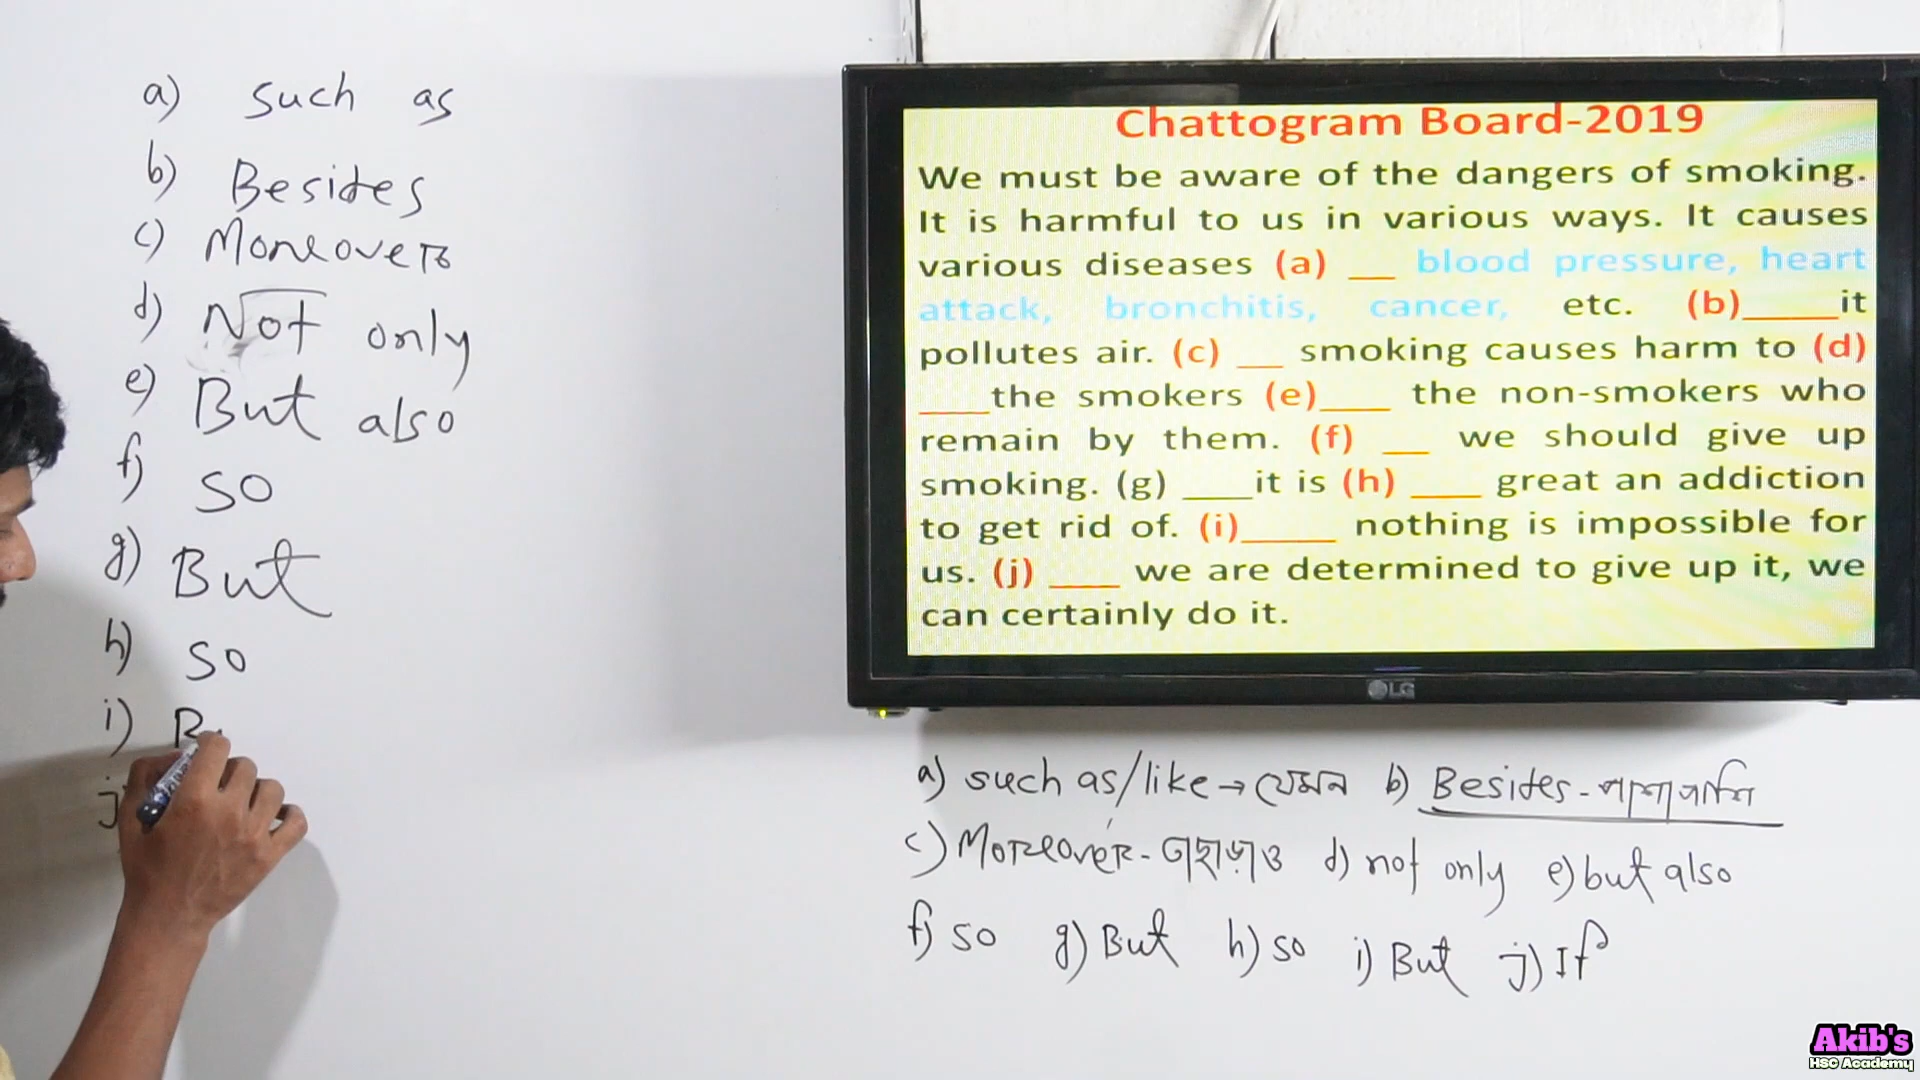 a) such as
b) Besides
c) Moreover
d) Not only
e) But also
f) so
g) But
h) so
i) B
j)
Chattogram Board-2019
We must be aware of the dangers of smoking.
It is harmful to us in various ways. It causes
various diseases (a) __ blood pressure, heart
attack, bronchitis, cancer, etc. (b)____it
pollutes air. (c) __ smoking causes harm to (d)
___the smokers (e)___ the non-smokers who
remain by them. (f) __ we should give up
smoking. (g) ___it is (h) ___ great an addiction
to get rid of. (i)____ nothing is impossible for
us. (j) ___ we are determined to give up it, we
can certainly do it.
LG
a) such as/like → যেমন b) Besides - পাশাপাশি
c) Moreover - তাছাড়াও d) not only e) but also
f) so g) But h) so i) But j) If
Akib's
HSC Academy